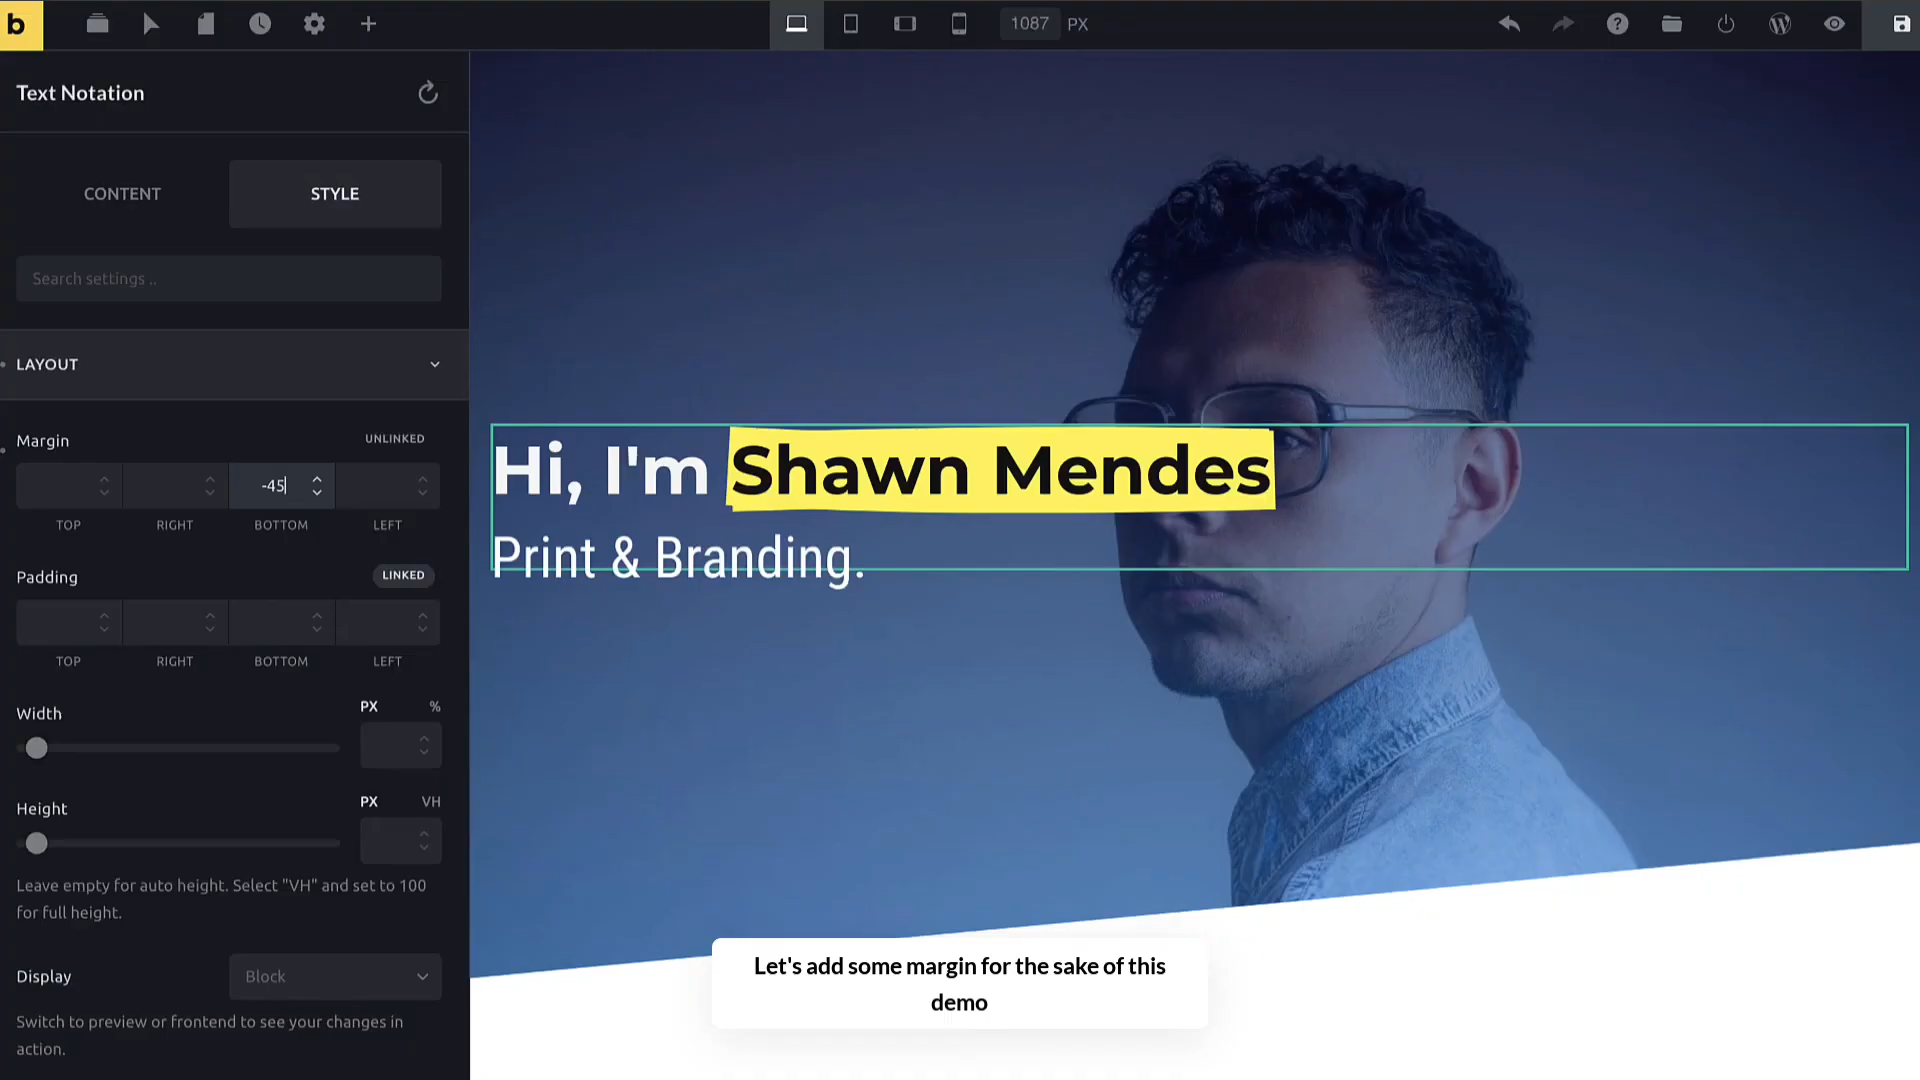 b
1087 PX
Text Notation
CONTENT
STYLE
Search settings ..
LAYOUT
Margin
UNLINKED
-45
TOP
RIGHT
BOTTOM
LEFT
Padding
LINKED
TOP
RIGHT
BOTTOM
LEFT
Width
PX
%
Height
PX
VH
Leave empty for auto height. Select "VH" and set to 100
for full height.
Display
Block
Switch to preview or frontend to see your changes in
action.
Hi, I'm Shawn Mendes
Print & Branding.
Let's add some margin for the sake of this
demo